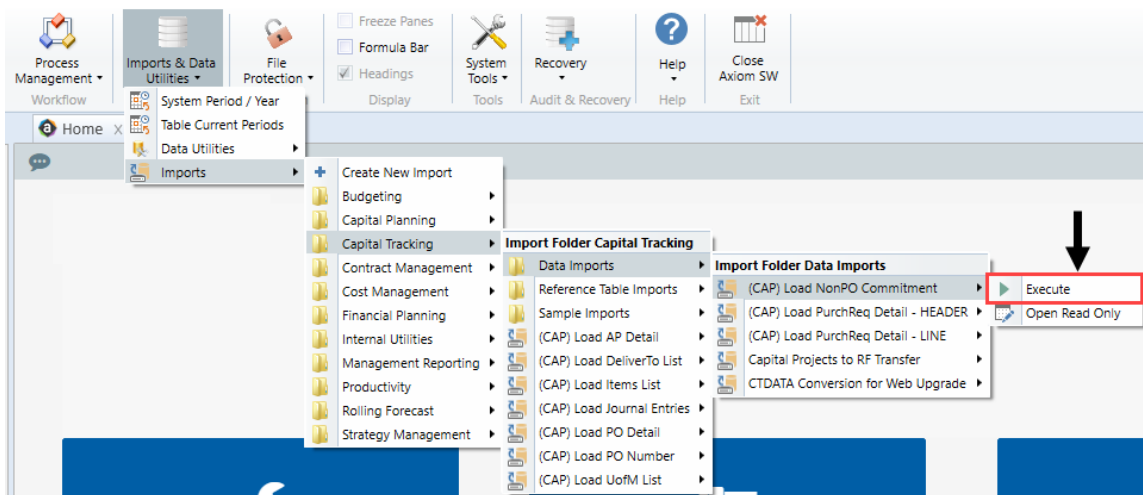 Process
Management
Workflow
Imports & Data
Utilities
File
Protection
Freeze Panes
Formula Bar
Headings
Display
System
Tools
Tools
Recovery
Audit & Recovery
Help
Help
Close
Axiom SW
Exit
Home X
System Period / Year
Table Current Periods
Data Utilities
Imports
Create New Import
Budgeting
Capital Planning
Capital Tracking
Contract Management
Cost Management
Financial Planning
Internal Utilities
Management Reporting
Productivity
Rolling Forecast
Strategy Management
Import Folder Capital Tracking
Data Imports
Reference Table Imports
Sample Imports
(CAP) Load AP Detail
(CAP) Load DeliverTo List
(CAP) Load Items List
(CAP) Load Journal Entries
(CAP) Load PO Detail
(CAP) Load PO Number
(CAP) Load UofM List
Import Folder Data Imports
(CAP) Load NonPO Commitment
(CAP) Load PurchReq Detail - HEADER
(CAP) Load PurchReq Detail - LINE
Capital Projects to RF Transfer
CTDATA Conversion for Web Upgrade
Execute
Open Read Only